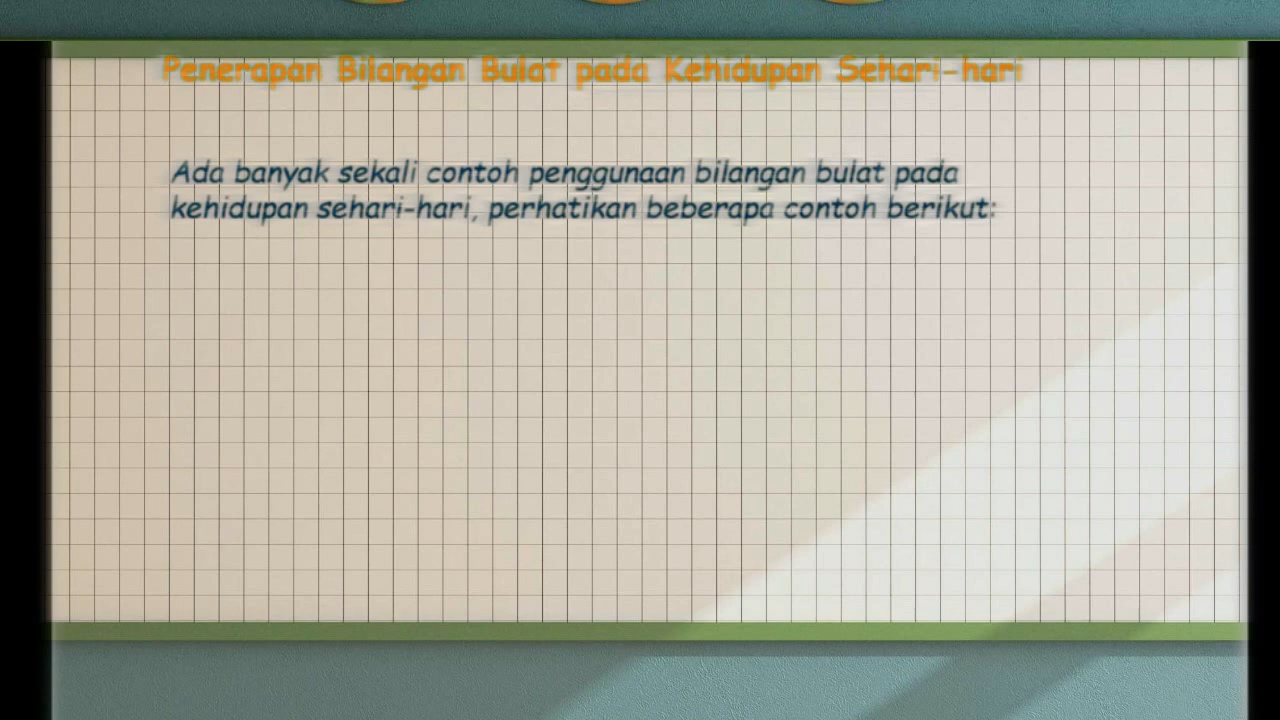 Penerapan Bilangan Bulat pada Kehidupan Sehari-hari
Ada banyak sekali contoh penggunaan bilangan bulat pada
kehidupan sehari-hari, perhatikan beberapa contoh berikut: